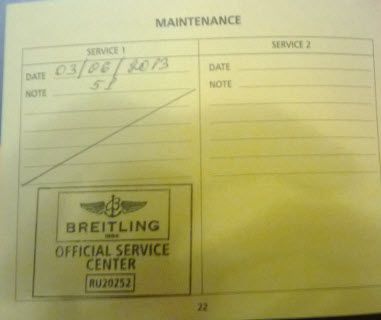 MAINTENANCE
SERVICE 1
DATE 03/06/2013
NOTE 51
SERVICE 2
DATE
NOTE
BREITLING
1884
OFFICIAL SERVICE
CENTER
RU20252
22